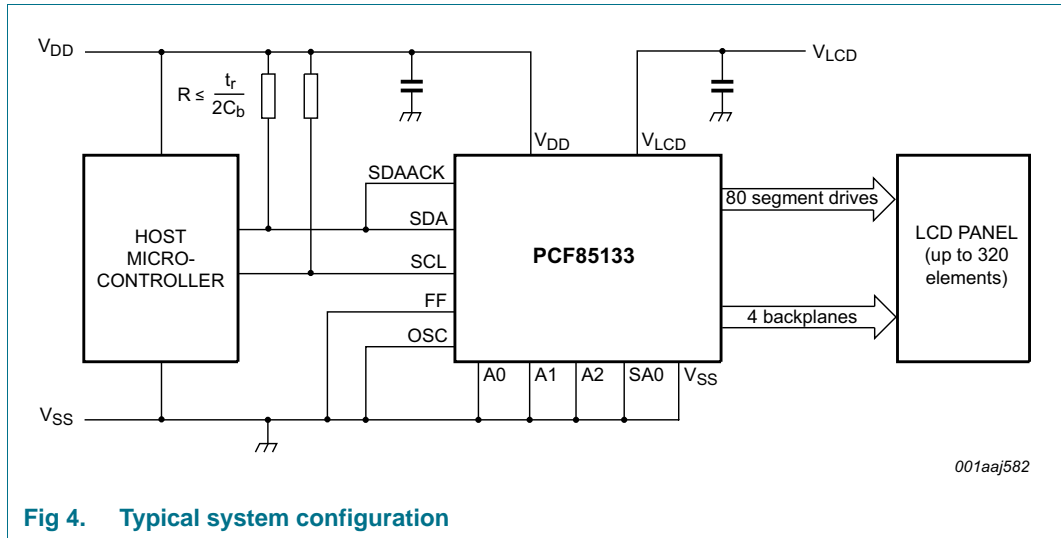 VDD
VLCD
R ≤ tr
2Cb
VDD
VLCD
SDAACK
SDA
SCL
FF
OSC
HOST
MICRO-
CONTROLLER
PCF85133
80 segment drives
4 backplanes
LCD PANEL
(up to 320
elements)
A0
A1
A2
SA0
VSS
VSS
001aaj582
Fig 4. Typical system configuration